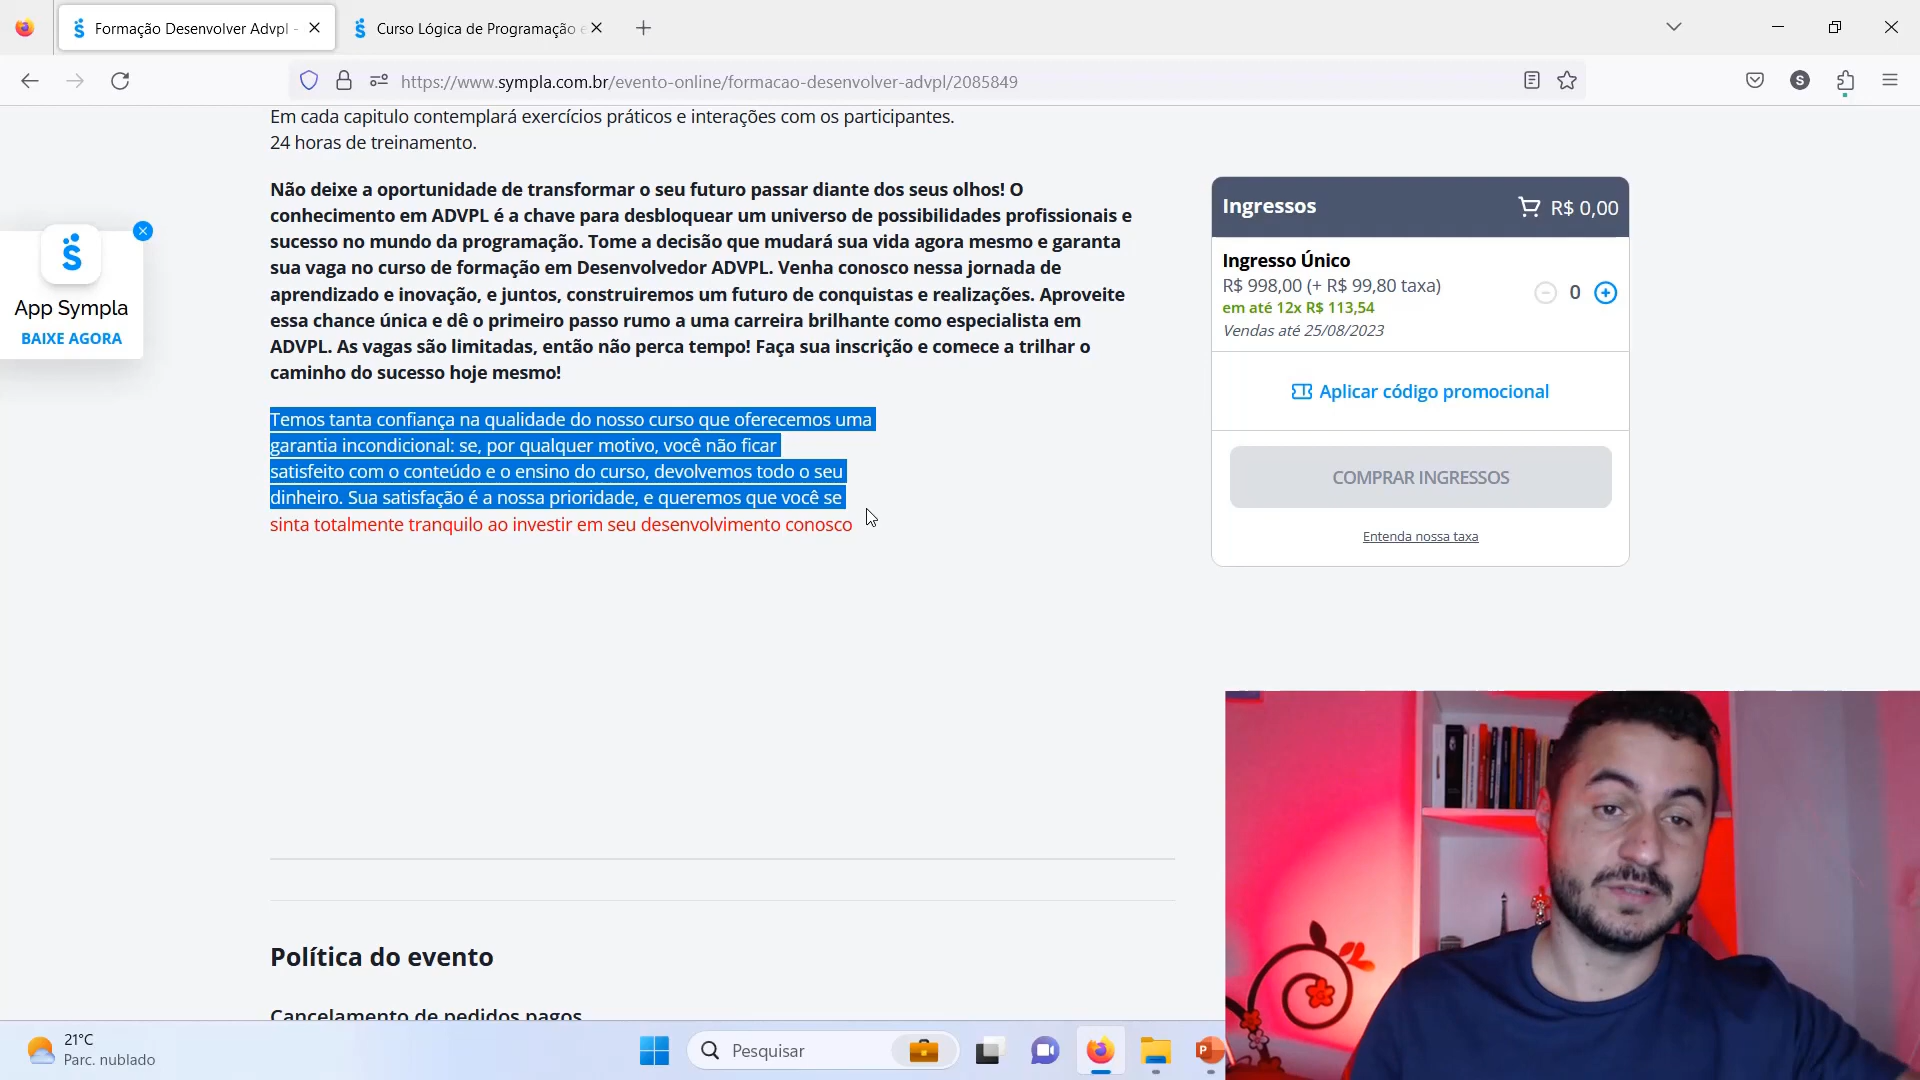 Formação Desenvolver Advpl -
Curso Lógica de Programação e
https://www.sympla.com.br/evento-online/formacao-desenvolver-advpl/2085849
S
Em cada capitulo contemplará exercícios práticos e interações com os participantes.
24 horas de treinamento.
Não deixe a oportunidade de transformar o seu futuro passar diante dos seus olhos! O
conhecimento em ADVPL é a chave para desbloquear um universo de possibilidades profissionais e
sucesso no mundo da programação. Tome a decisão que mudará sua vida agora mesmo e garanta
sua vaga no curso de formação em Desenvolvedor ADVPL. Venha conosco nessa jornada de
aprendizado e inovação, e juntos, construiremos um futuro de conquistas e realizações. Aproveite
essa chance única e dê o primeiro passo rumo a uma carreira brilhante como especialista em
ADVPL. As vagas são limitadas, então não perca tempo! Faça sua inscrição e comece a trilhar o
caminho do sucesso hoje mesmo!
Temos tanta confiança na qualidade do nosso curso que oferecemos uma
garantia incondicional: se, por qualquer motivo, você não ficar
satisfeito com o conteúdo e o ensino do curso, devolvemos todo o seu
dinheiro. Sua satisfação é a nossa prioridade, e queremos que você se
sinta totalmente tranquilo ao investir em seu desenvolvimento conosco
App Sympla
BAIXE AGORA
Ingressos
R$ 0,00
Ingresso Único
R$ 998,00 (+ R$ 99,80 taxa)
em até 12x R$ 113,54
Vendas até 25/08/2023
0
Aplicar código promocional
COMPRAR INGRESSOS
Entenda nossa taxa
Política do evento
Cancelamento de pedidos pagos
21°C
Parc. nublado
Pesquisar
P